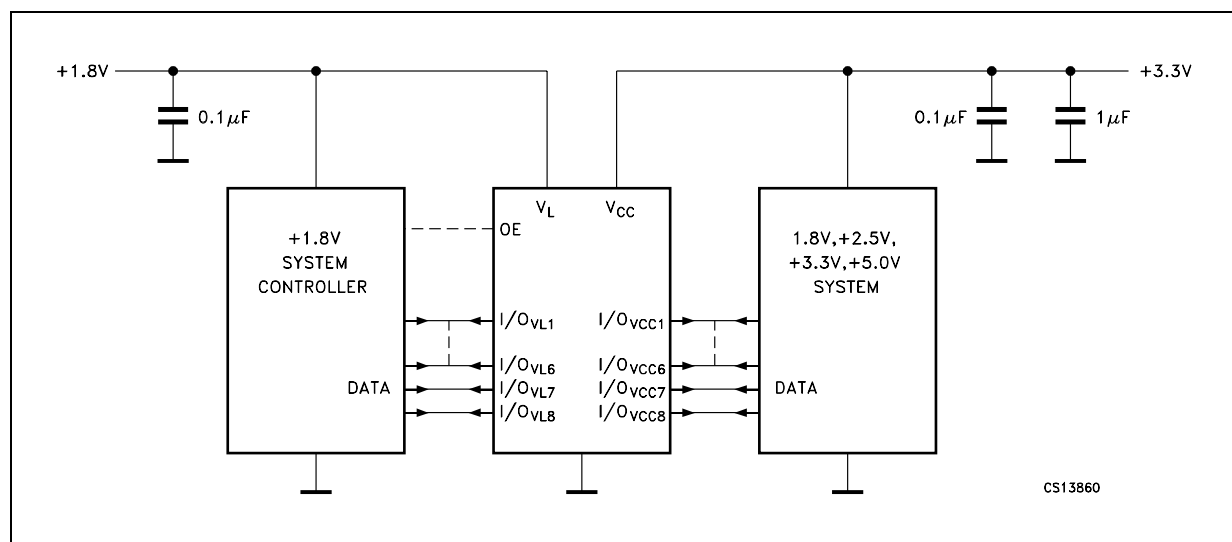 +1.8V
+3.3V
0.1μF
0.1μF
1μF
V_L
V_CC
OE
+1.8V
SYSTEM
CONTROLLER
1.8V,+2.5V,
+3.3V,+5.0V
SYSTEM
I/O_VL1
I/O_VCC1
I/O_VL6
I/O_VCC6
DATA
I/O_VL7
I/O_VCC7
DATA
I/O_VL8
I/O_VCC8
CS13860